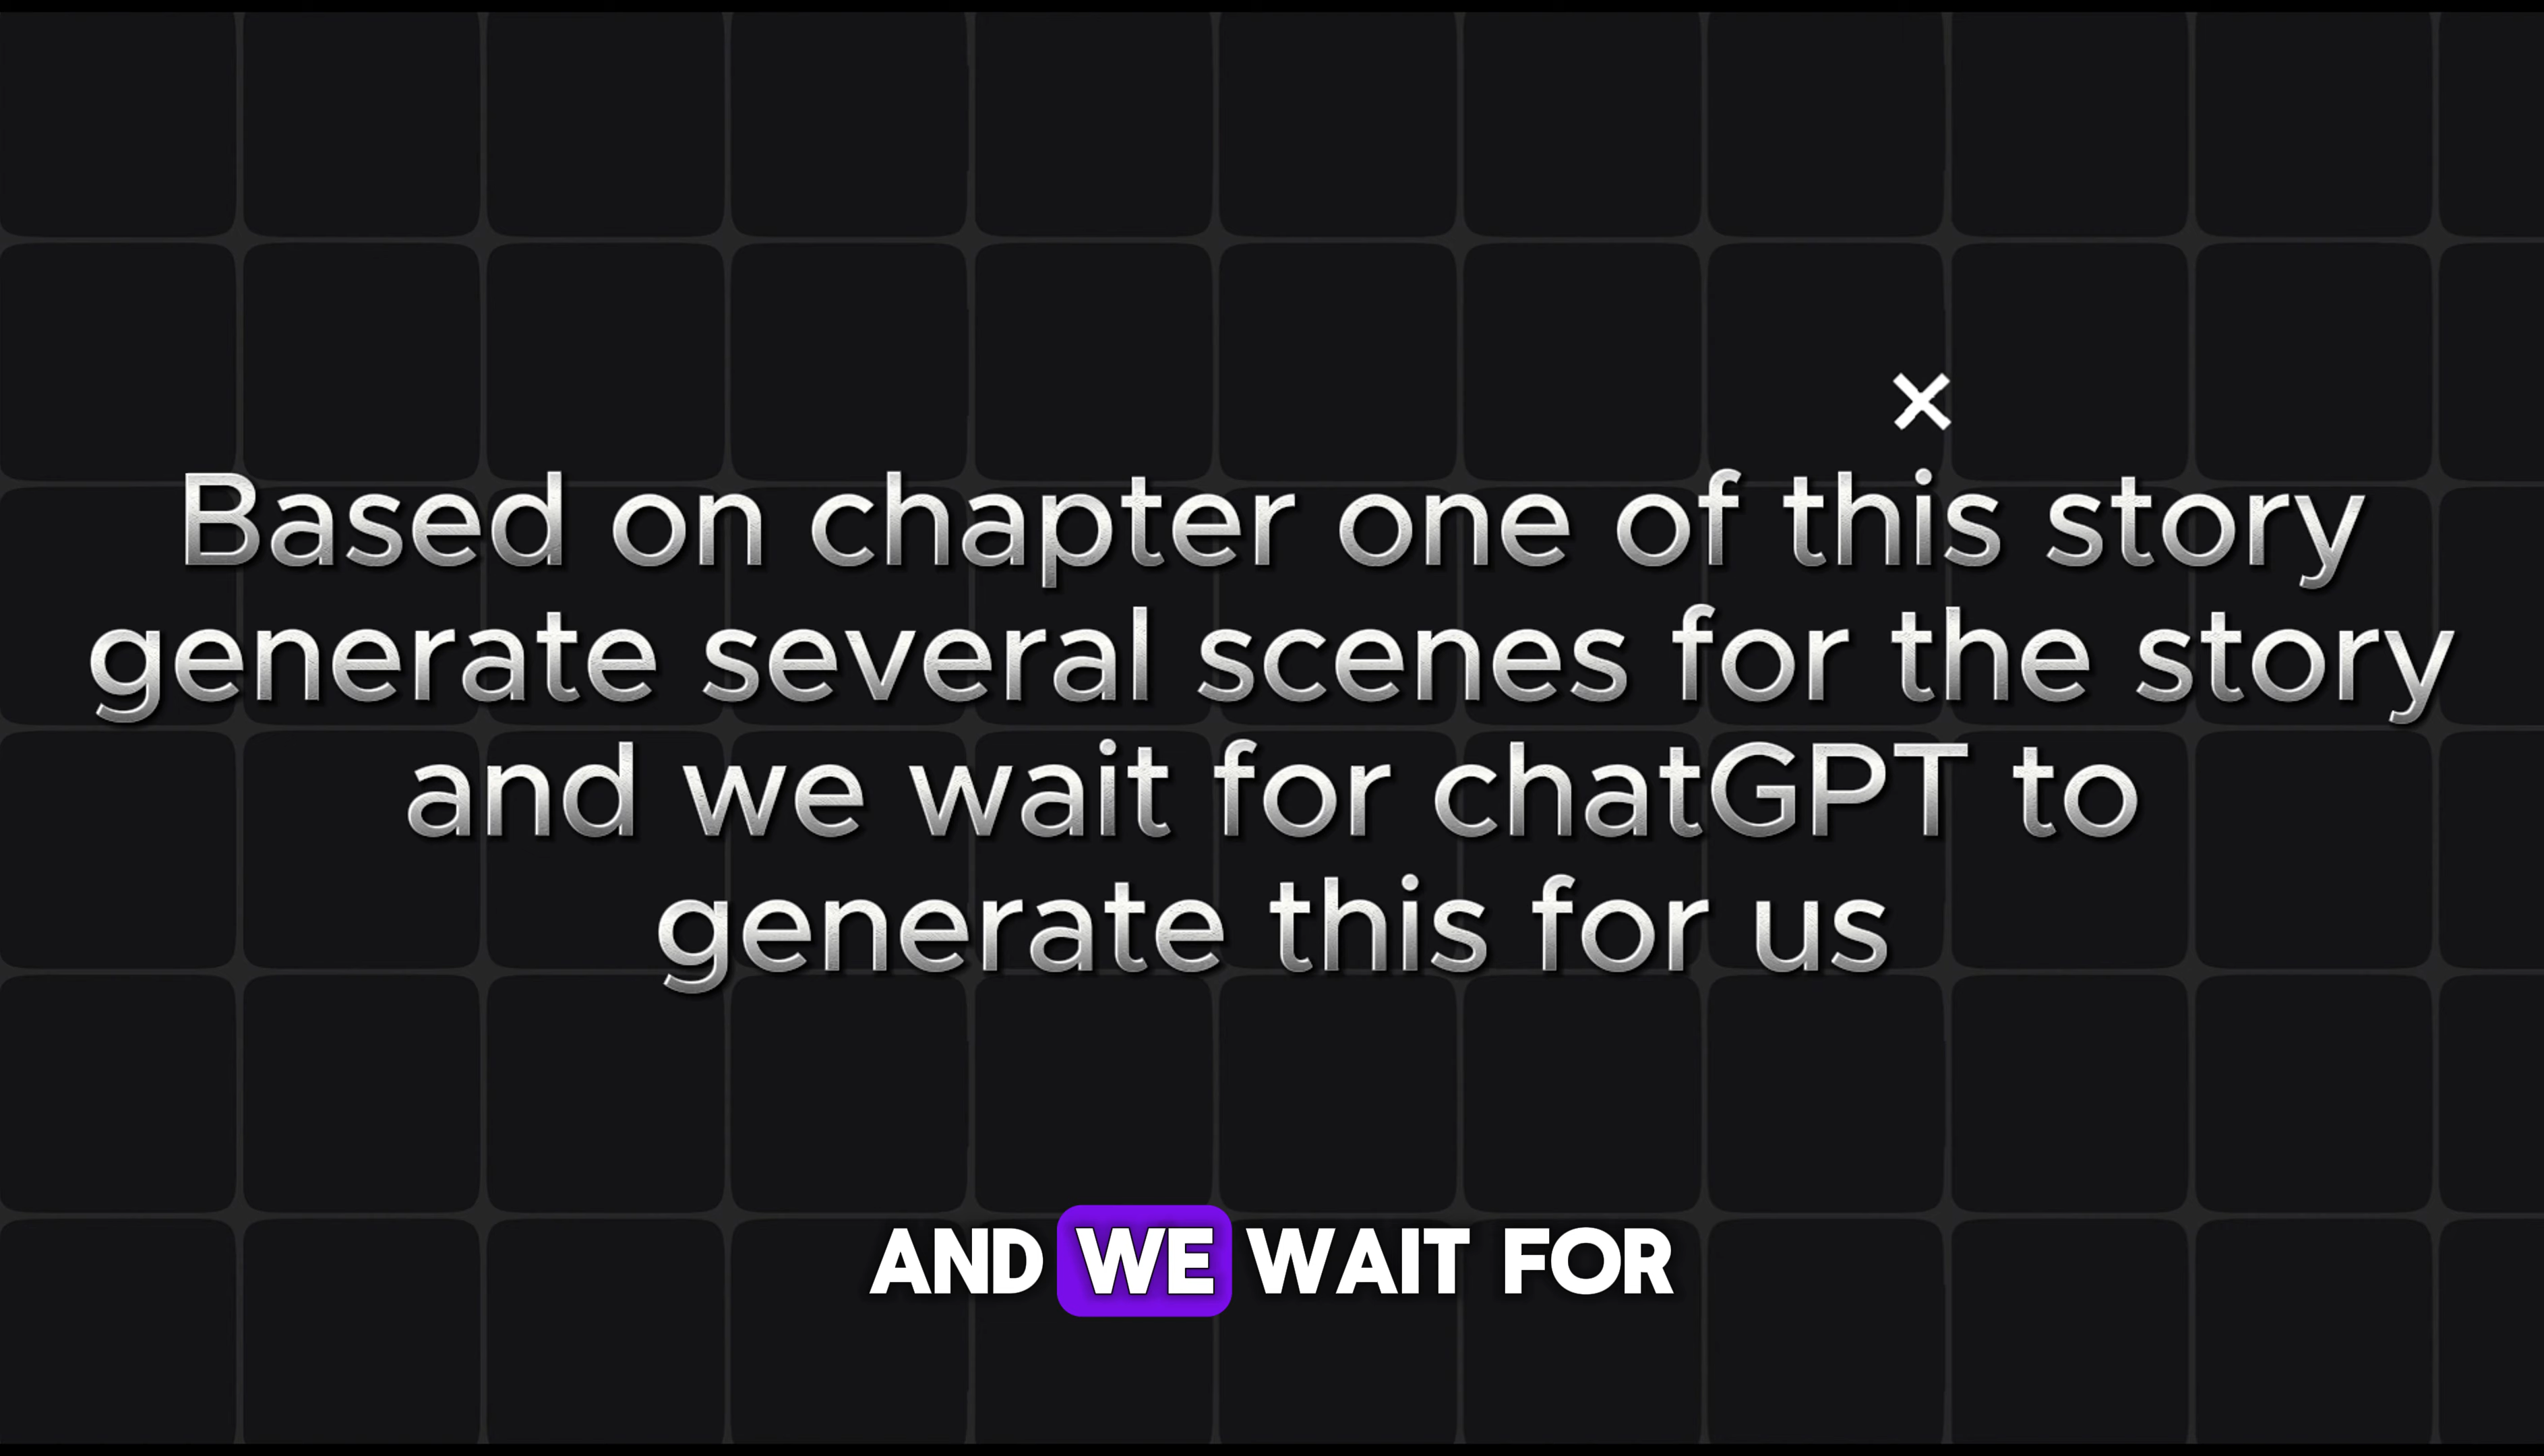 Based on chapter one of this story
generate several scenes for the story
and we wait for chatGPT to
generate this for us
AND WE WAIT FOR